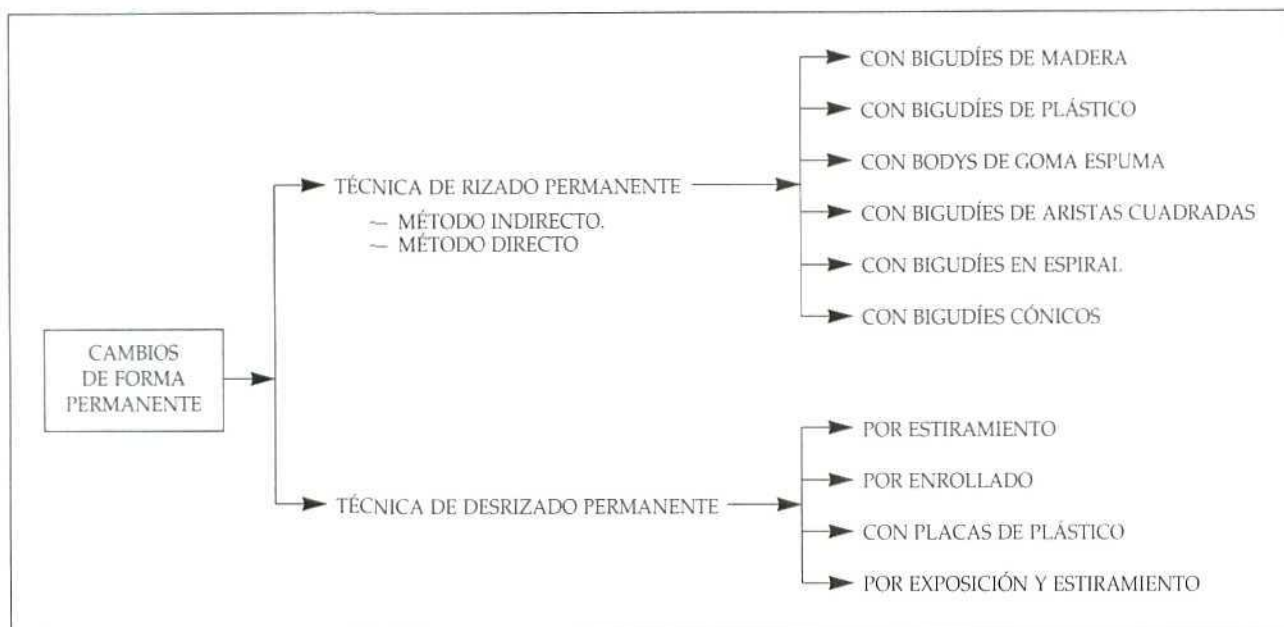 CAMBIOS
DE FORMA
PERMANENTE
TÉCNICA DE RIZADO PERMANENTE
— MÉTODO INDIRECTO.
— MÉTODO DIRECTO
CON BIGUDÍES DE MADERA
CON BIGUDÍES DE PLÁSTICO
CON BODYS DE GOMA ESPUMA
CON BIGUDÍES DE ARISTAS CUADRADAS
CON BIGUDÍES EN ESPIRAL
CON BIGUDÍES CÓNICOS
TÉCNICA DE DESRIZADO PERMANENTE
POR ESTIRAMIENTO
POR ENROLLADO
CON PLACAS DE PLÁSTICO
POR EXPOSICIÓN Y ESTIRAMIENTO